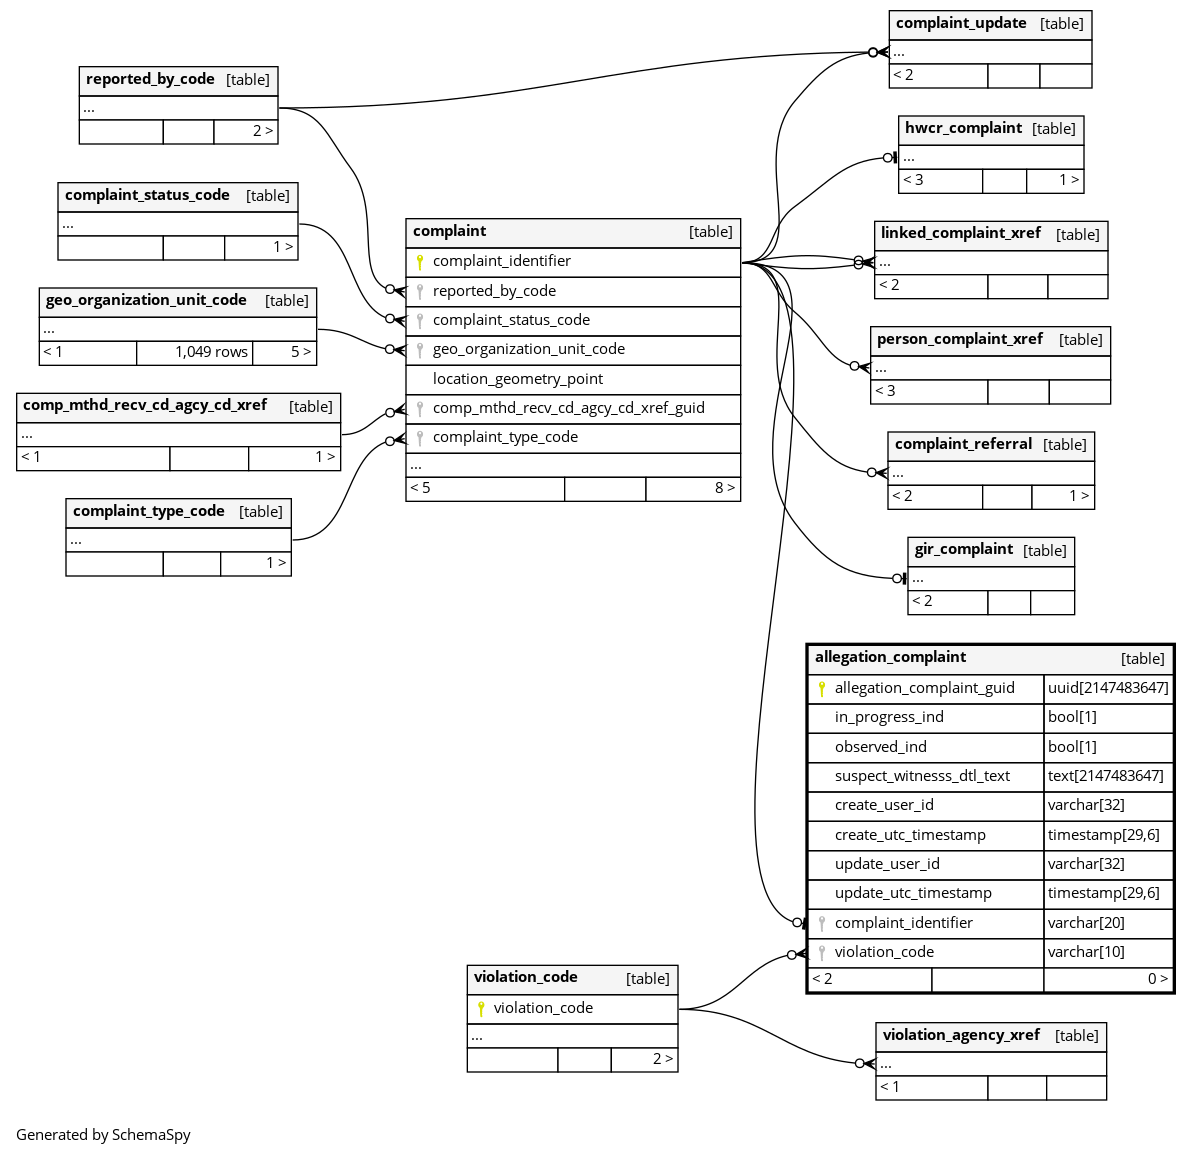 complaint_update [table]
...
< 2
reported_by_code [table]
...
2 >
hwcr_complaint [table]
...
< 3 1 >
complaint_status_code [table]
...
1 >
complaint [table]
complaint_identifier
reported_by_code
complaint_status_code
geo_organization_unit_code
location_geometry_point
comp_mthd_recv_cd_agcy_cd_xref_guid
complaint_type_code
...
< 5 8 >
linked_complaint_xref [table]
...
< 2
geo_organization_unit_code [table]
...
< 1 1,049 rows 5 >
person_complaint_xref [table]
...
< 3
comp_mthd_recv_cd_agcy_cd_xref [table]
...
< 1 1 >
complaint_referral [table]
...
< 2 1 >
complaint_type_code [table]
...
1 >
gir_complaint [table]
...
< 2
allegation_complaint [table]
allegation_complaint_guid uuid[2147483647]
in_progress_ind bool[1]
observed_ind bool[1]
suspect_witnesss_dtl_text text[2147483647]
create_user_id varchar[32]
create_utc_timestamp timestamp[29,6]
update_user_id varchar[32]
update_utc_timestamp timestamp[29,6]
complaint_identifier varchar[20]
violation_code varchar[10]
< 2 0 >
violation_code [table]
violation_code
...
2 >
violation_agency_xref [table]
...
< 1
Generated by SchemaSpy